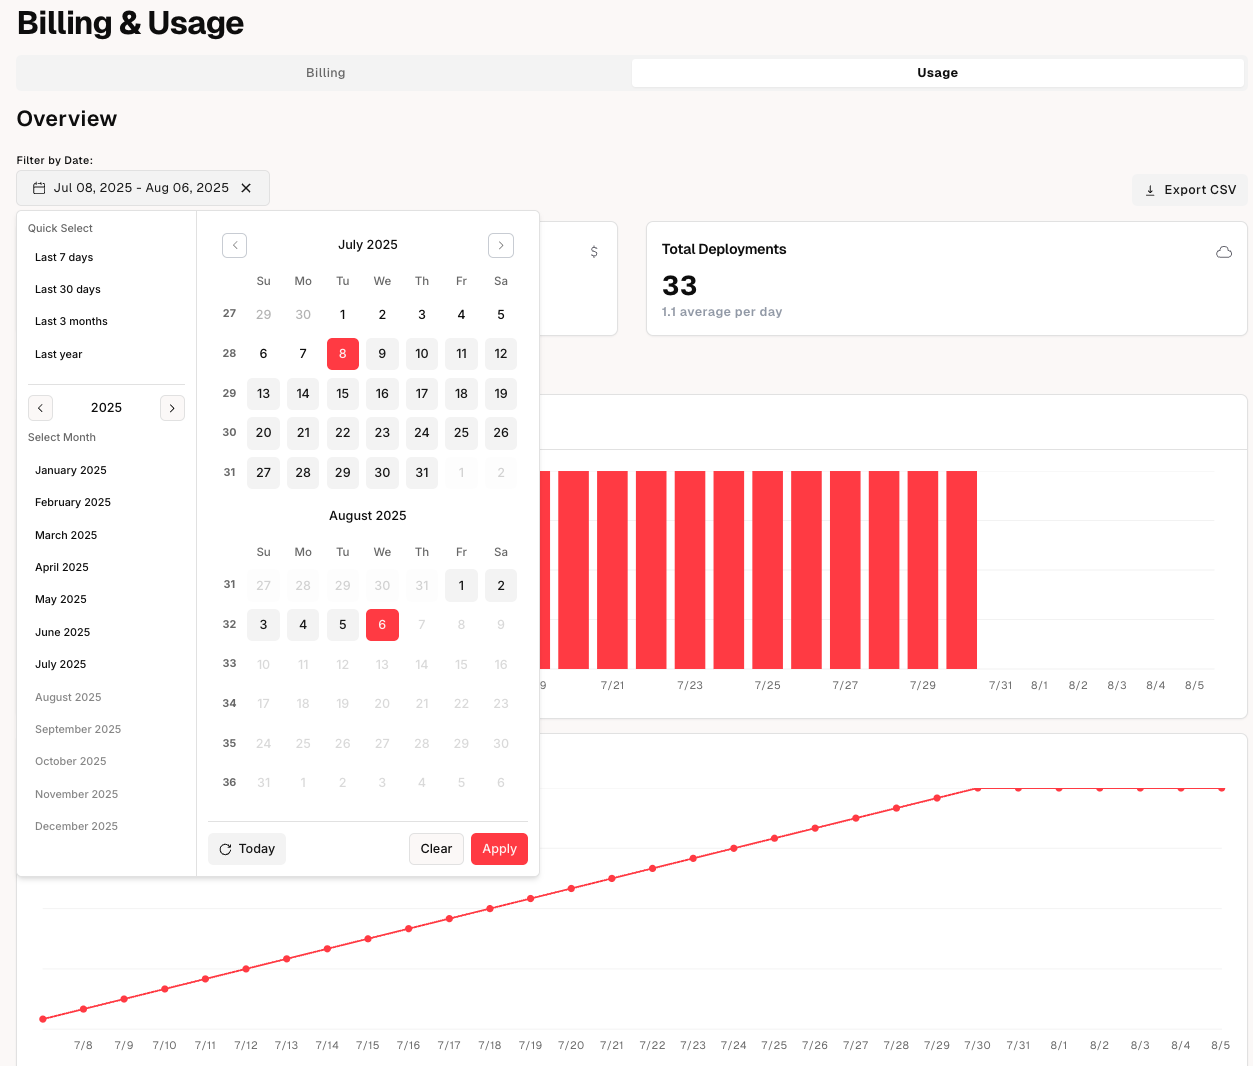 Billing & Usage
Billing
Usage
Overview
Filter by Date:
Jul 08, 2025 - Aug 06, 2025
Export CSV
Quick Select
Last 7 days
Last 30 days
Last 3 months
Last year
2025
Select Month
January 2025
February 2025
March 2025
April 2025
May 2025
June 2025
July 2025
August 2025
September 2025
October 2025
November 2025
December 2025
July 2025
Su Mo Tu We Th Fr Sa
27 29 30 1 2 3 4 5
28 6 7 8 9 10 11 12
29 13 14 15 16 17 18 19
30 20 21 22 23 24 25 26
31 27 28 29 30 31 1 2
August 2025
Su Mo Tu We Th Fr Sa
31 27 28 29 30 31 1 2
32 3 4 5 6 7 8 9
33 10 11 12 13 14 15 16
34 17 18 19 20 21 22 23
35 24 25 26 27 28 29 30
36 31 1 2 3 4 5 6
Today
Clear
Apply
$
Total Deployments
33
1.1 average per day
9 7/21 7/23 7/25 7/27 7/29 7/31 8/1 8/2 8/3 8/4 8/5
7/8 7/9 7/10 7/11 7/12 7/13 7/14 7/15 7/16 7/17 7/18 7/19 7/20 7/21 7/22 7/23 7/24 7/25 7/26 7/27 7/28 7/29 7/30 7/31 8/1 8/2 8/3 8/4 8/5